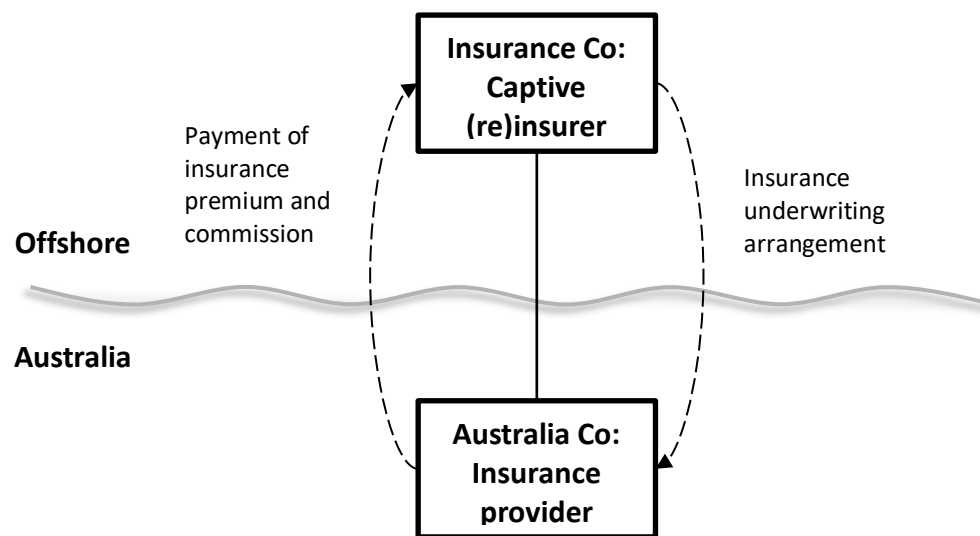 Insurance Co:
Captive
(re)insurer
Payment of
insurance
premium and
commission
Insurance
underwriting
arrangement
Offshore
Australia
Australia Co:
Insurance
provider